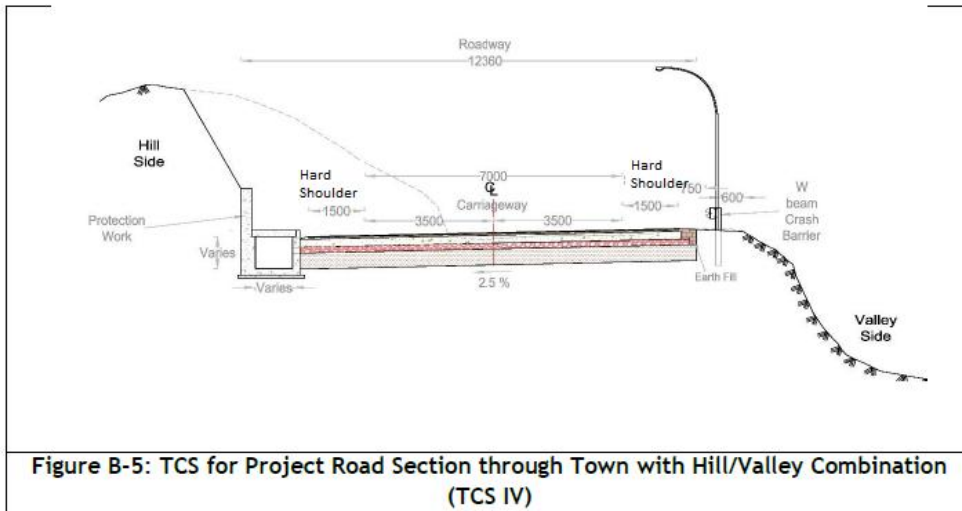 Roadway
12360
Hill
Side
Hard
Shoulder
7000
Hard
Shoulder
750
600
W
beam
Crash
Barrier
Protection
Work
1500
3500
CL
Carriageway
3500
1500
Varies
Varies
2.5 %
Earth Fill
Valley
Side
Figure B-5: TCS for Project Road Section through Town with Hill/Valley Combination
(TCS IV)